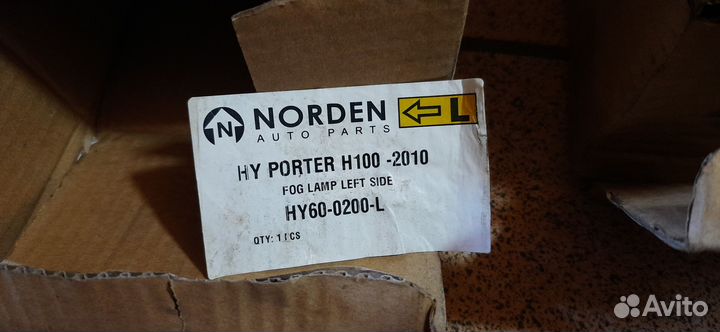 NORDEN
AUTO PARTS
L
HY PORTER H100 -2010
FOG LAMP LEFT SIDE
HY60-0200-L
QTY: 1 PCS
Avito